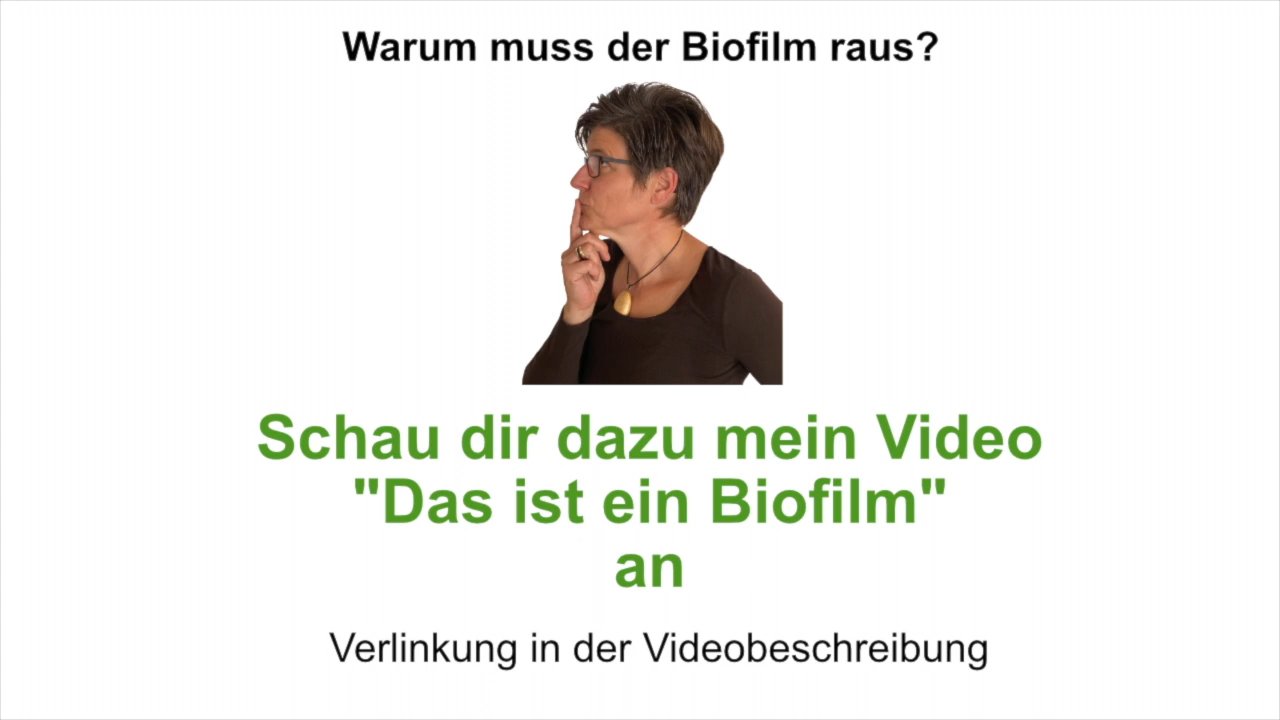 Warum muss der Biofilm raus?
Schau dir dazu mein Video
"Das ist ein Biofilm"
an
Verlinkung in der Videobeschreibung